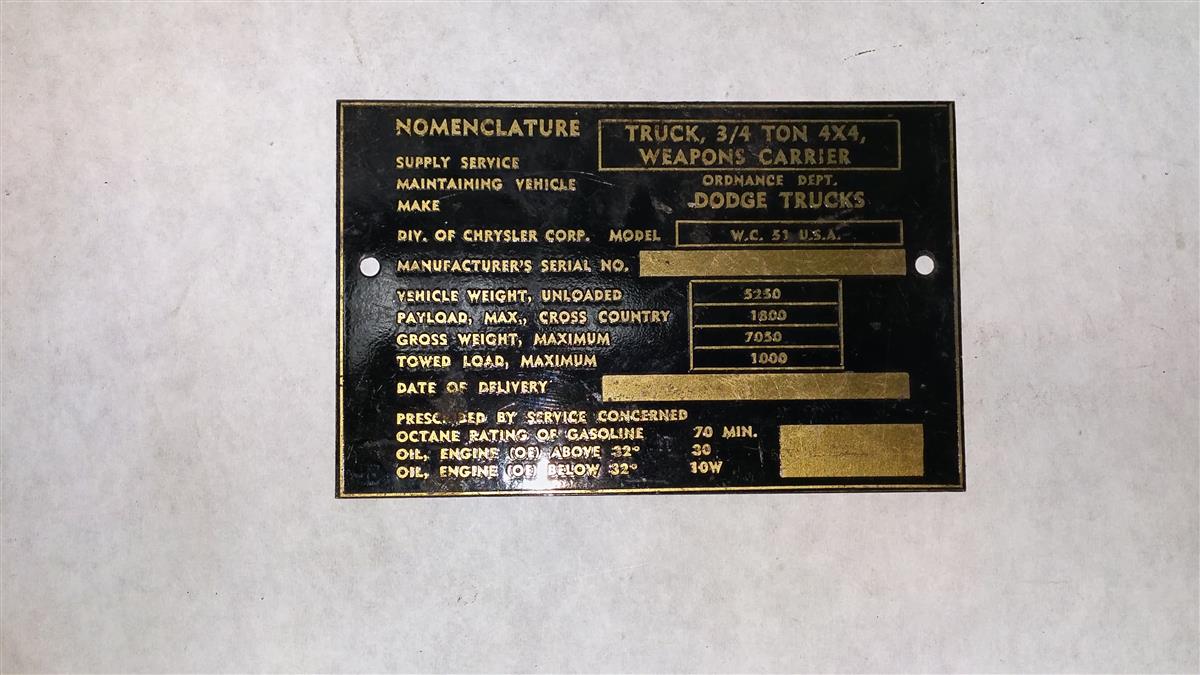 NOMENCLATURE TRUCK, 3/4 TON 4X4,
WEAPONS CARRIER
SUPPLY SERVICE
MAINTAINING VEHICLE ORDNANCE DEPT.
MAKE DODGE TRUCKS
DIV. OF CHRYSLER CORP. MODEL W.C. 51 U.S.A.
MANUFACTURER'S SERIAL NO.
VEHICLE WEIGHT, UNLOADED 5250
PAYLOAD, MAX., CROSS COUNTRY 1800
GROSS WEIGHT, MAXIMUM 7050
TOWED LOAD, MAXIMUM 1000
DATE OF DELIVERY
BY SERVICE CONCERNED
OCTANE RATING OF GASOLINE 70 MIN.
OIL, ENGINE (OE) ABOVE 32° 30
OIL, ENGINE (OE) BELOW 32° 10W